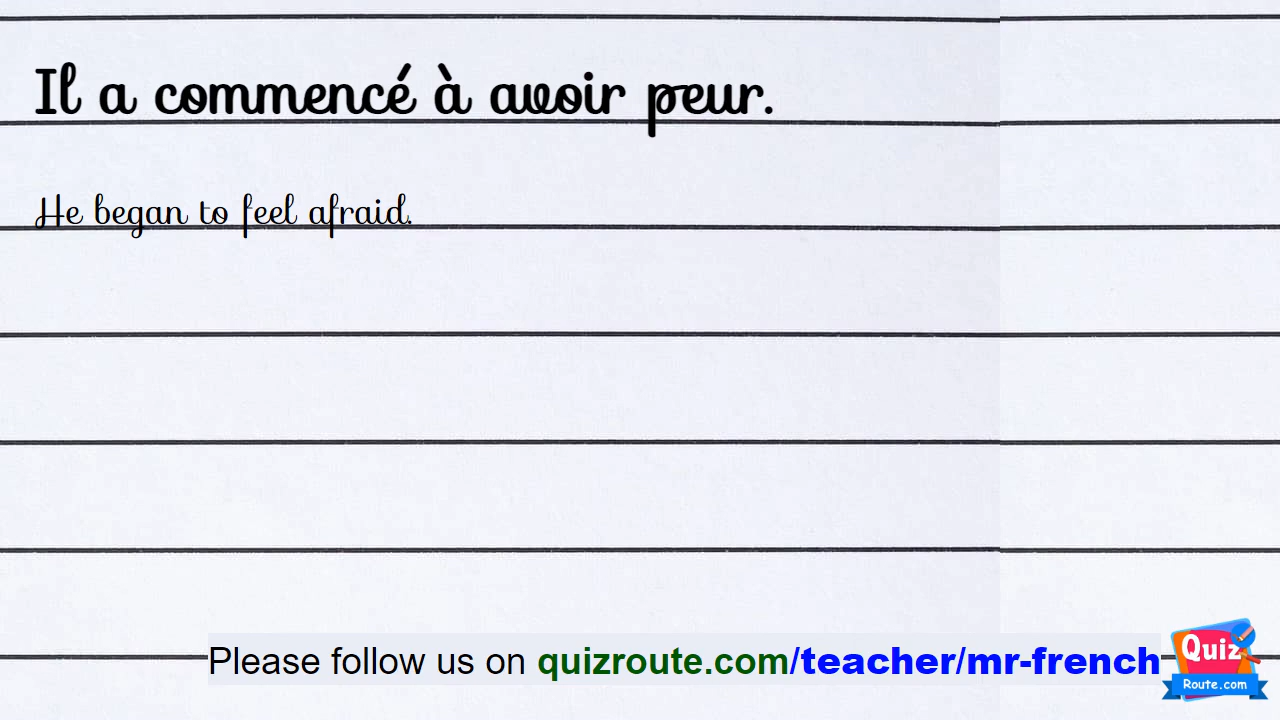 Il a commencé à avoir peur.
He began to feel afraid.
Please follow us on quizroute.com/teacher/mr-french
Quiz
Route.com